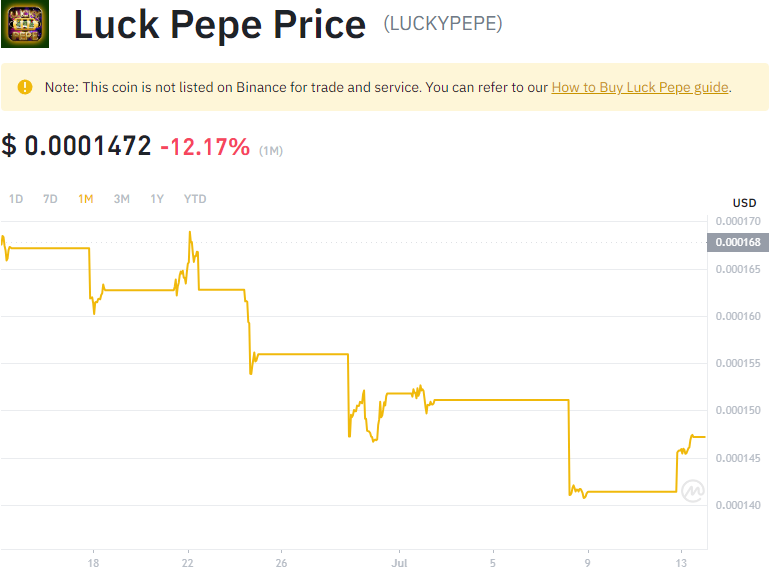 LUCKY
PEPE
Luck Pepe Price (LUCKYPEPE)
Note: This coin is not listed on Binance for trade and service. You can refer to our How to Buy Luck Pepe guide.
$ 0.0001472 -12.17% (1M)
1D 7D 1M 3M 1Y YTD
USD
0.000170
0.000168
0.000165
0.000160
0.000155
0.000150
0.000145
0.000140
18 22 26 Jul 5 9 13